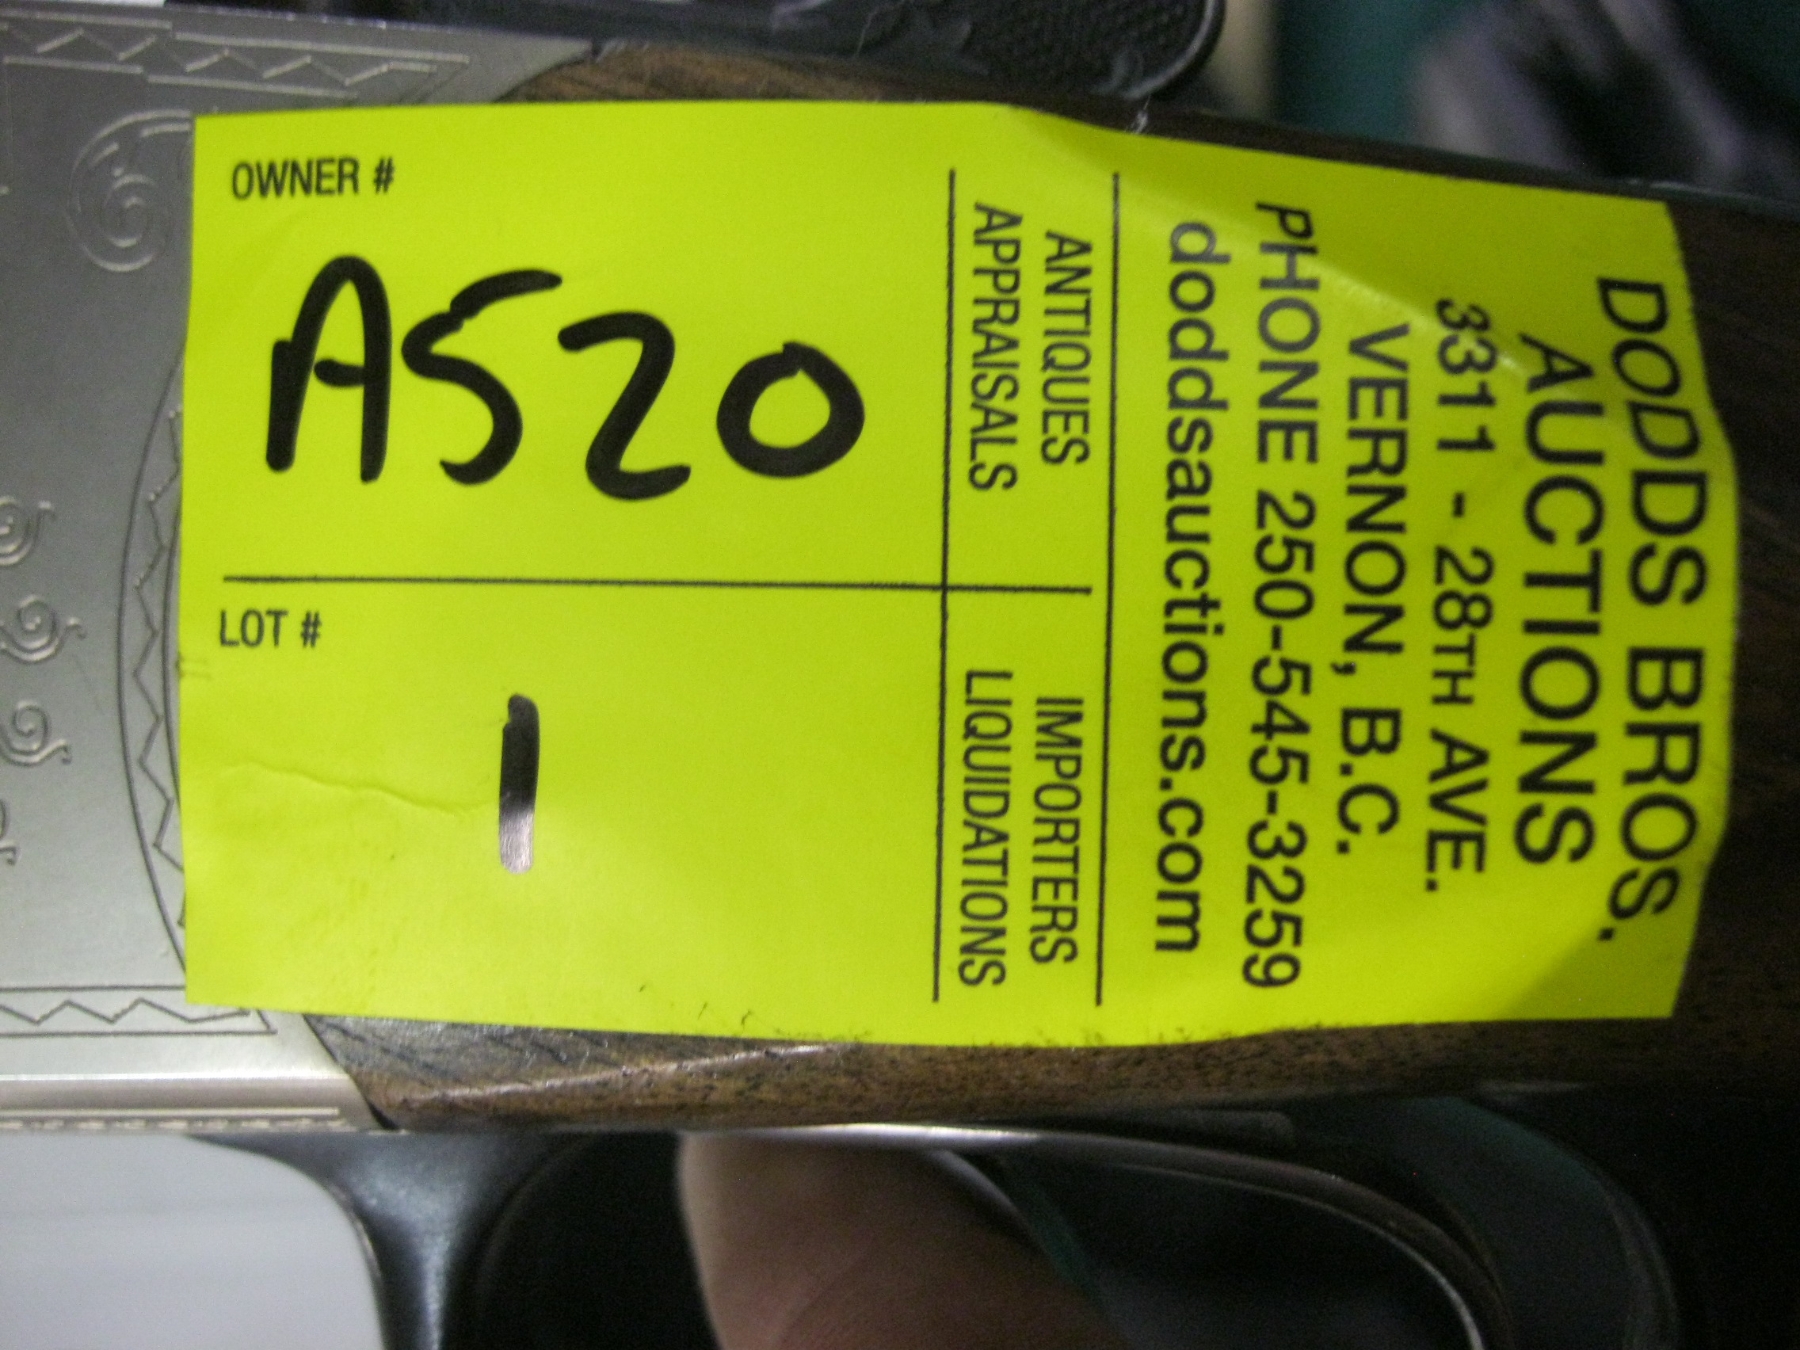 DODDS BROS.
AUCTIONS
3311 - 28TH AVE.
VERNON, B.C.
PHONE 250-545-3259
doddsauctions.com
ANTIQUES
APPRAISALS
IMPORTERS
LIQUIDATIONS
OWNER #
A520
LOT #
1